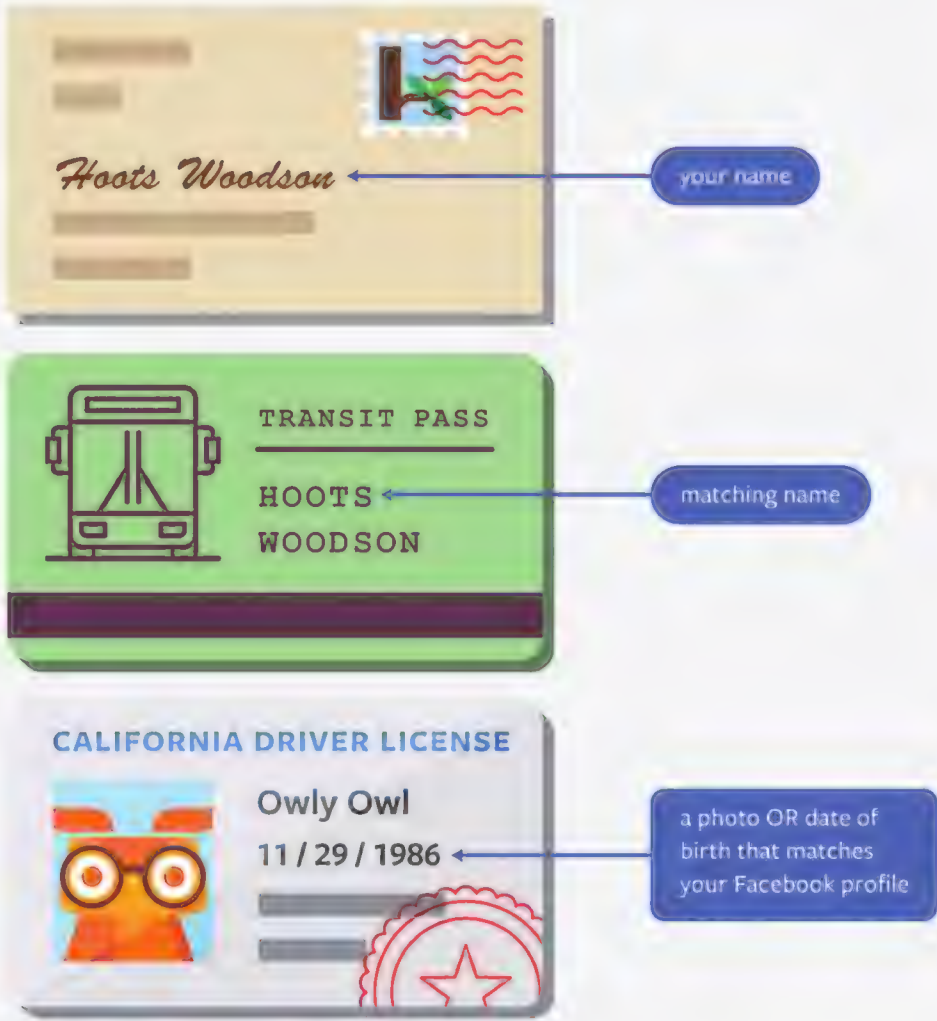 Hoots Woodson
your name
TRANSIT PASS
HOOTS
WOODSON
matching name
CALIFORNIA DRIVER LICENSE
Owly Owl
11 / 29 / 1986
a photo OR date of
birth that matches
your Facebook profile